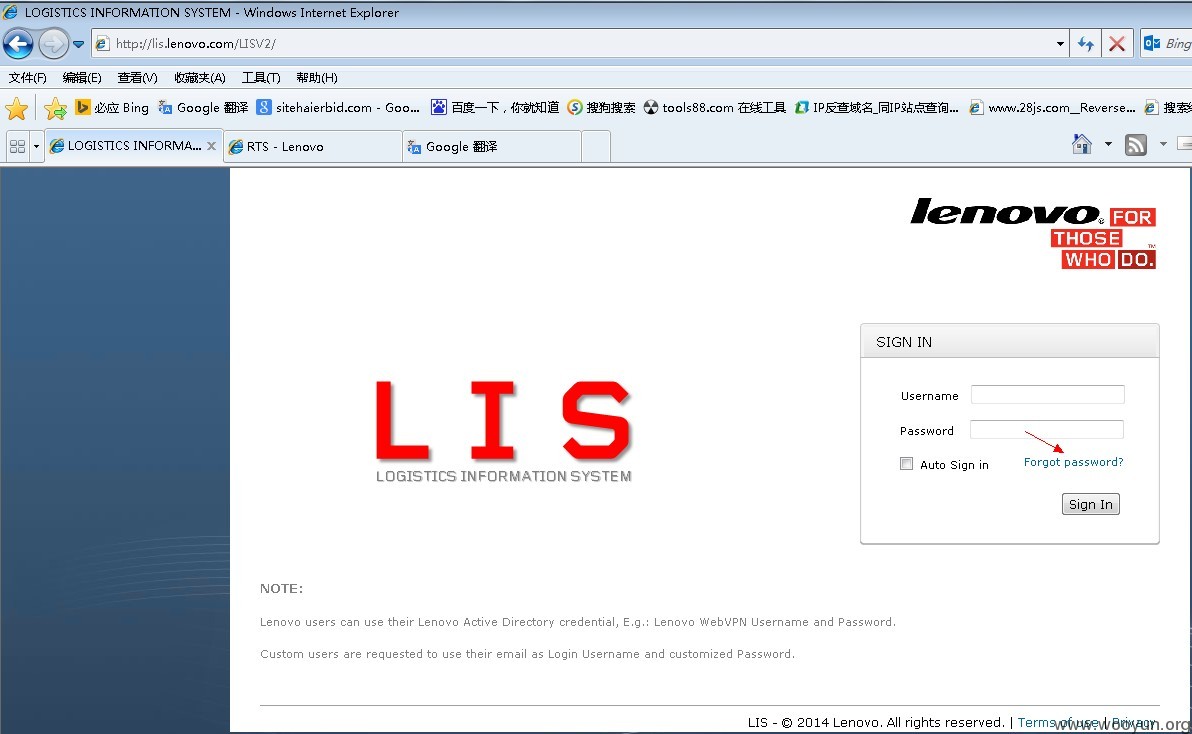 LOGISTICS INFORMATION SYSTEM - Windows Internet Explorer
http://lis.lenovo.com/LISV2/
Bing
文件(F) 编辑(E) 查看(V) 收藏夹(A) 工具(T) 帮助(H)
必应 Bing Google 翻译 sitehaierbid.com - Goo... 百度一下，你就知道 搜狗搜索 tools88.com 在线工具 IP反查域名_同IP站点查询... www.28js.com__Reverse... 搜索
LOGISTICS INFORMA... RTS - Lenovo Google 翻译
lenovo FOR
THOSE
WHO DO.
SIGN IN
Username
Password
Auto Sign in Forgot password?
Sign In
LIS
LOGISTICS INFORMATION SYSTEM
NOTE:
Lenovo users can use their Lenovo Active Directory credential, E.g.: Lenovo WebVPN Username and Password.
Custom users are requested to use their email as Login Username and customized Password.
LIS - © 2014 Lenovo. All rights reserved. | Terms of use | Privacy
www.wooyun.org